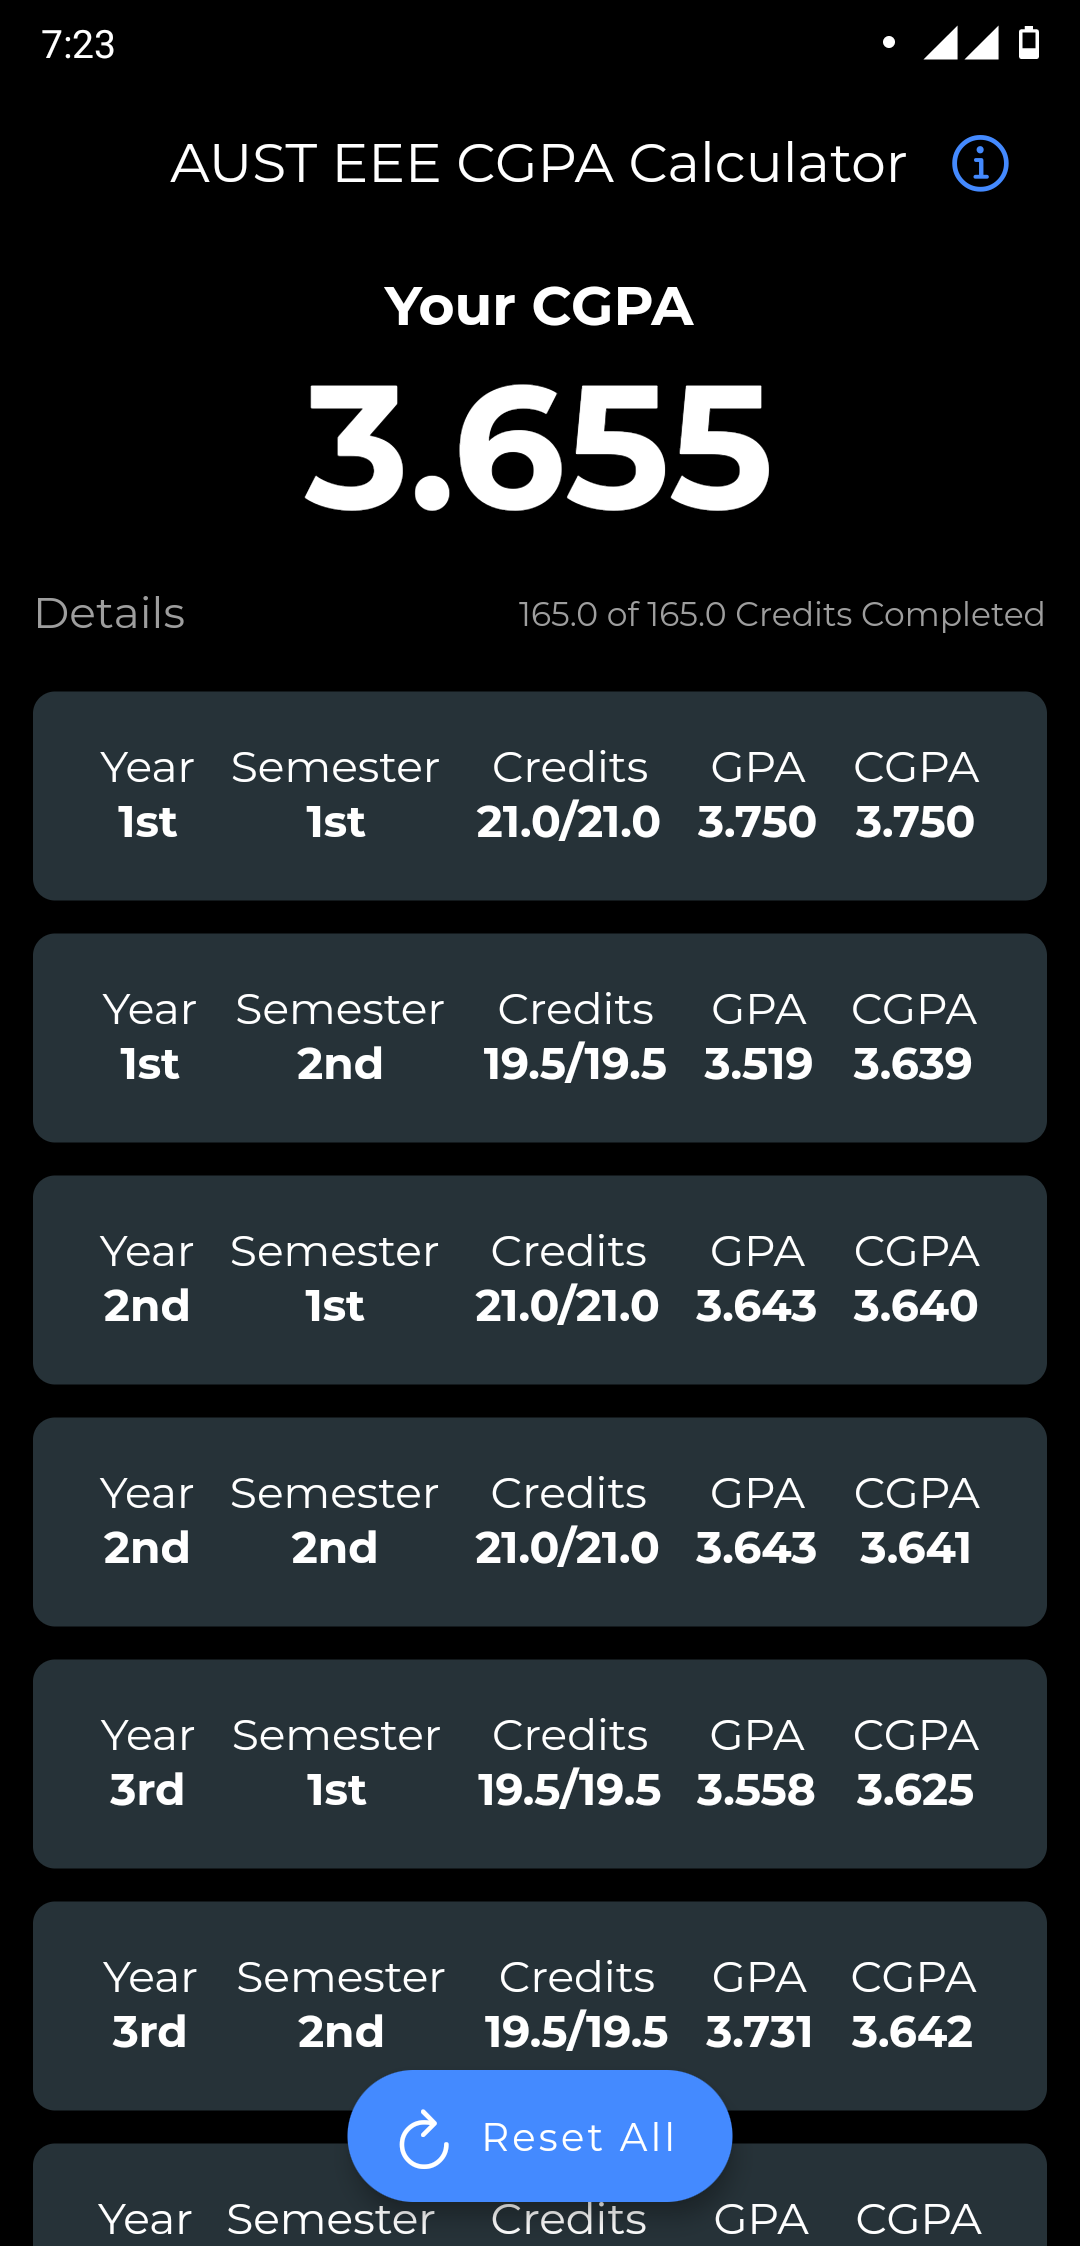 7:23
AUST EEE CGPA Calculator
Your CGPA
3.655
Details 165.0 of 165.0 Credits Completed
Year Semester Credits GPA CGPA
1st 1st 21.0/21.0 3.750 3.750
Year Semester Credits GPA CGPA
1st 2nd 19.5/19.5 3.519 3.639
Year Semester Credits GPA CGPA
2nd 1st 21.0/21.0 3.643 3.640
Year Semester Credits GPA CGPA
2nd 2nd 21.0/21.0 3.643 3.641
Year Semester Credits GPA CGPA
3rd 1st 19.5/19.5 3.558 3.625
Year Semester Credits GPA CGPA
3rd 2nd 19.5/19.5 3.731 3.642
Reset All
Year Semester Credits GPA CGPA